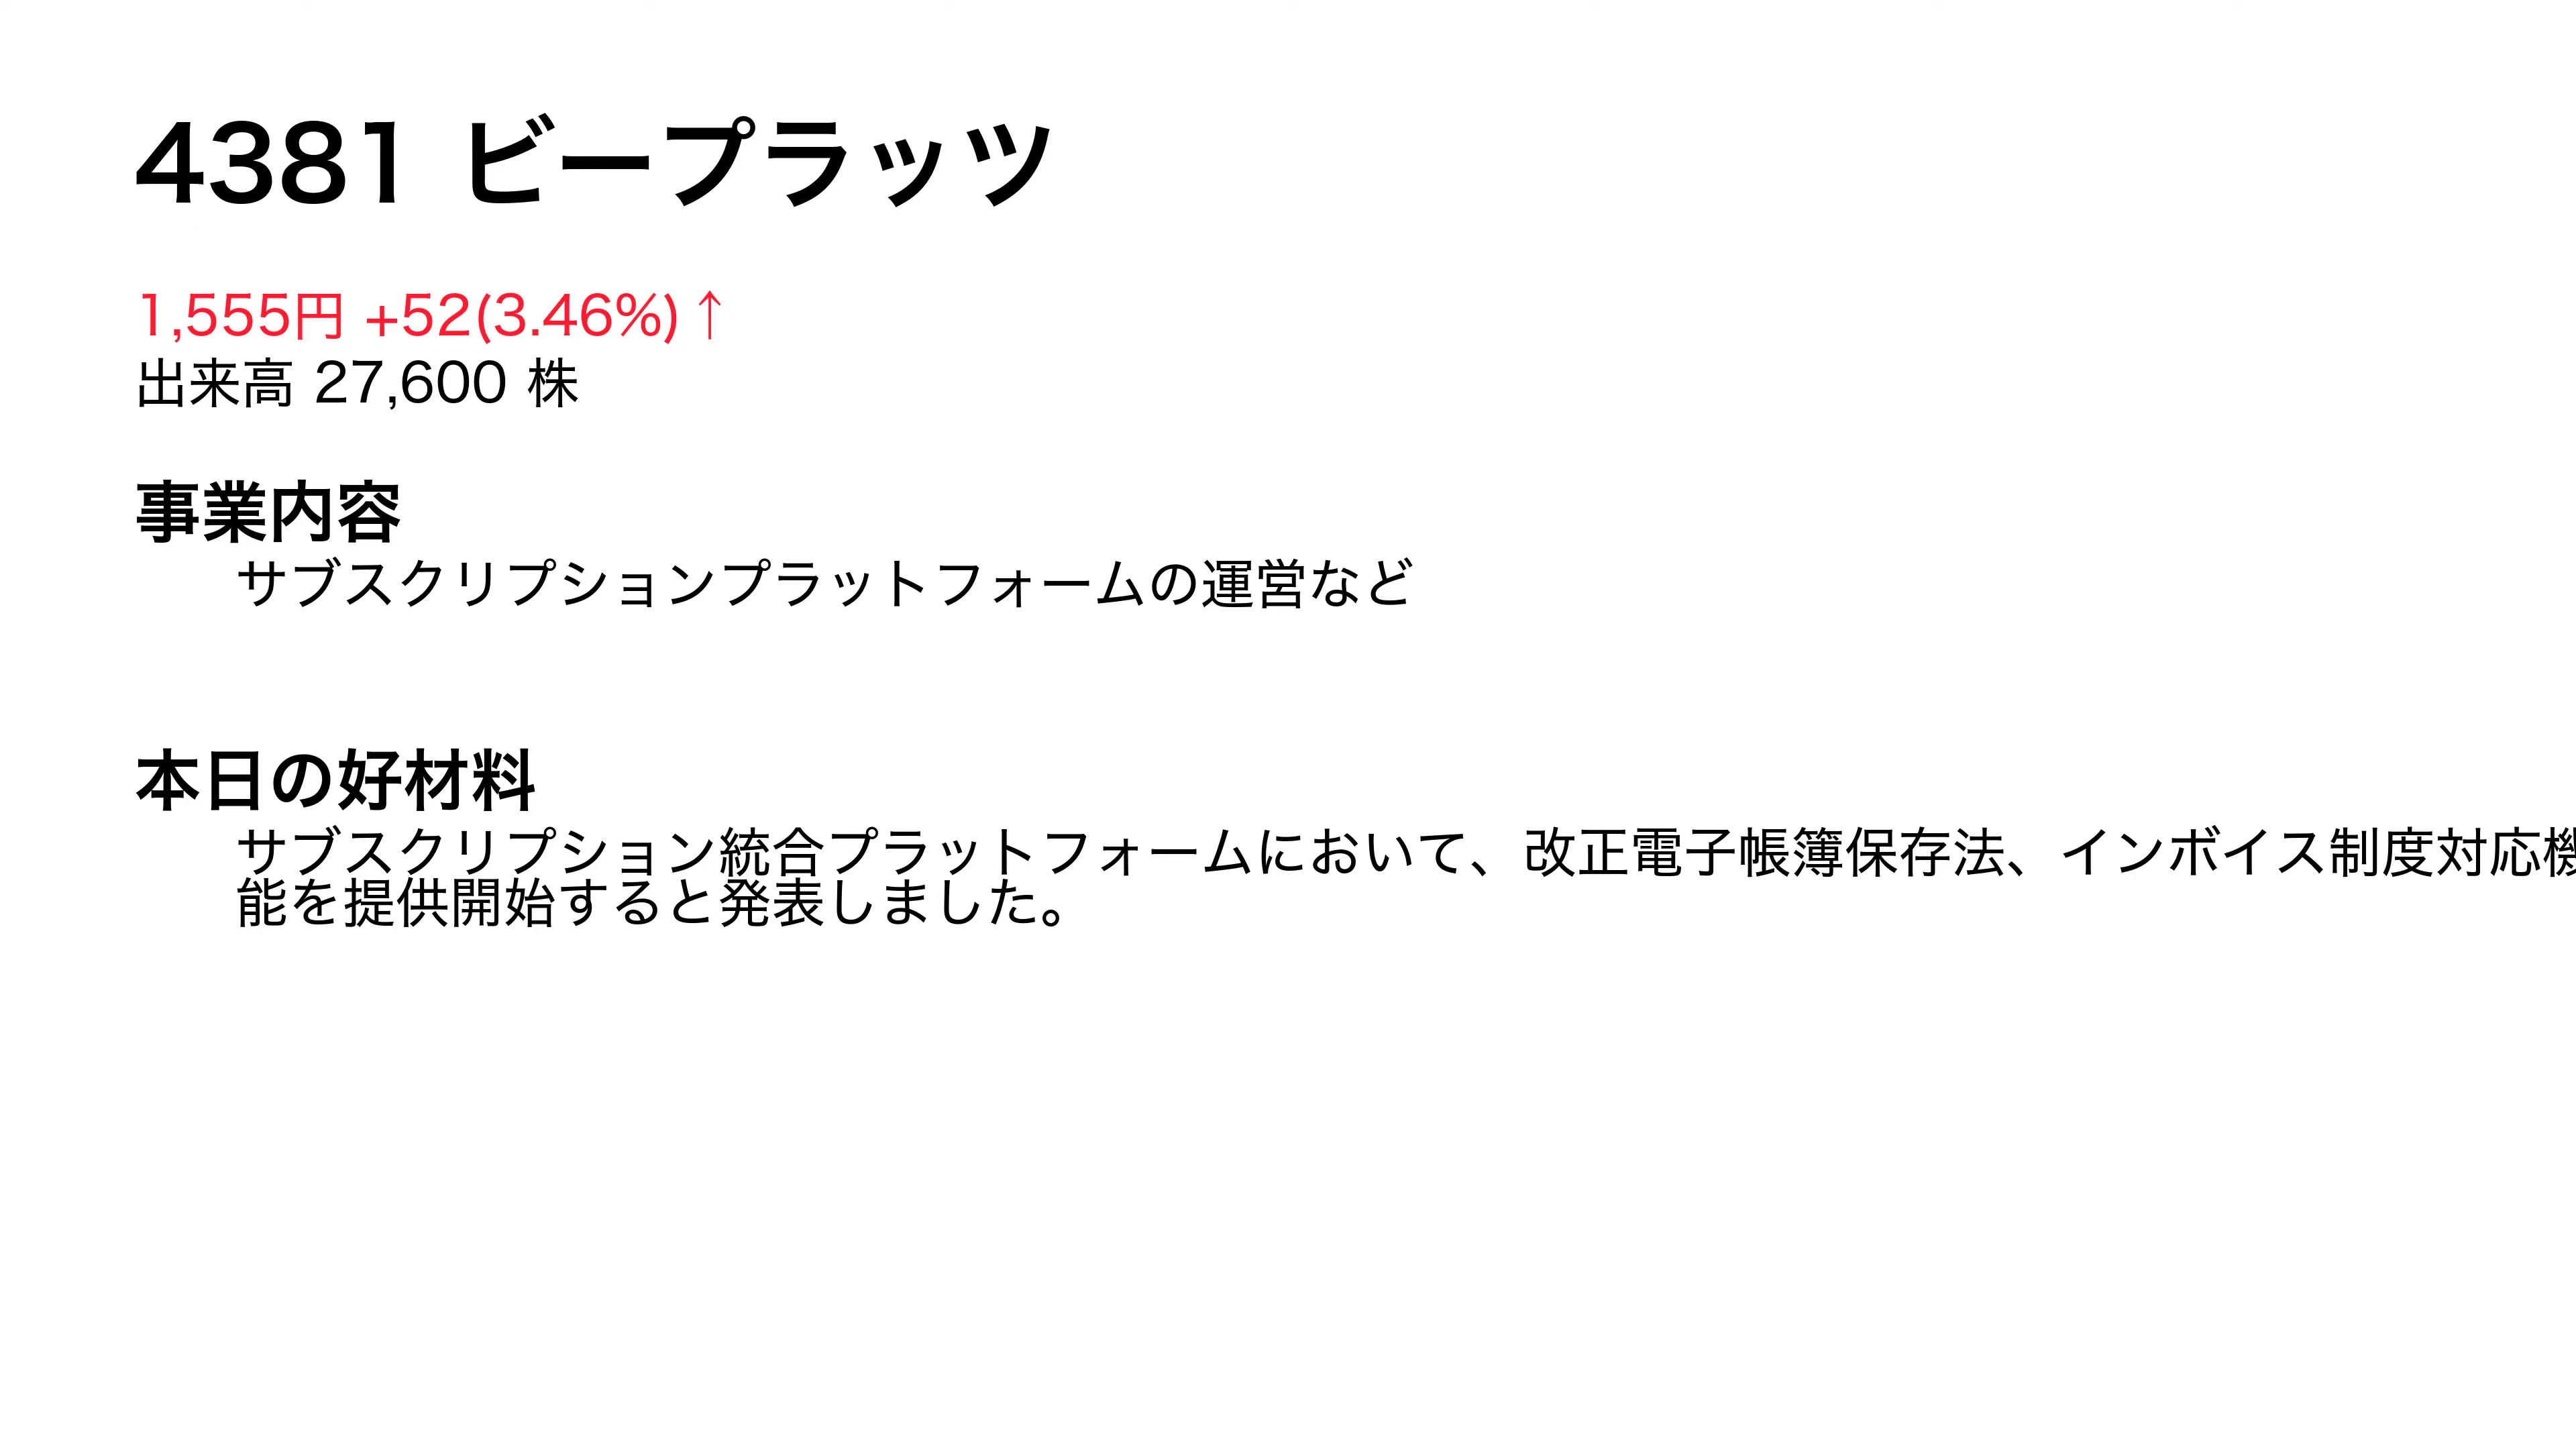 4381 ビープラッツ
1,555円 +52(3.46%)↑
出来高 27,600 株
事業内容
サブスクリプションプラットフォームの運営など
本日の好材料
サブスクリプション統合プラットフォームにおいて、改正電子帳簿保存法、インボイス制度対応機
能を提供開始すると発表しました。